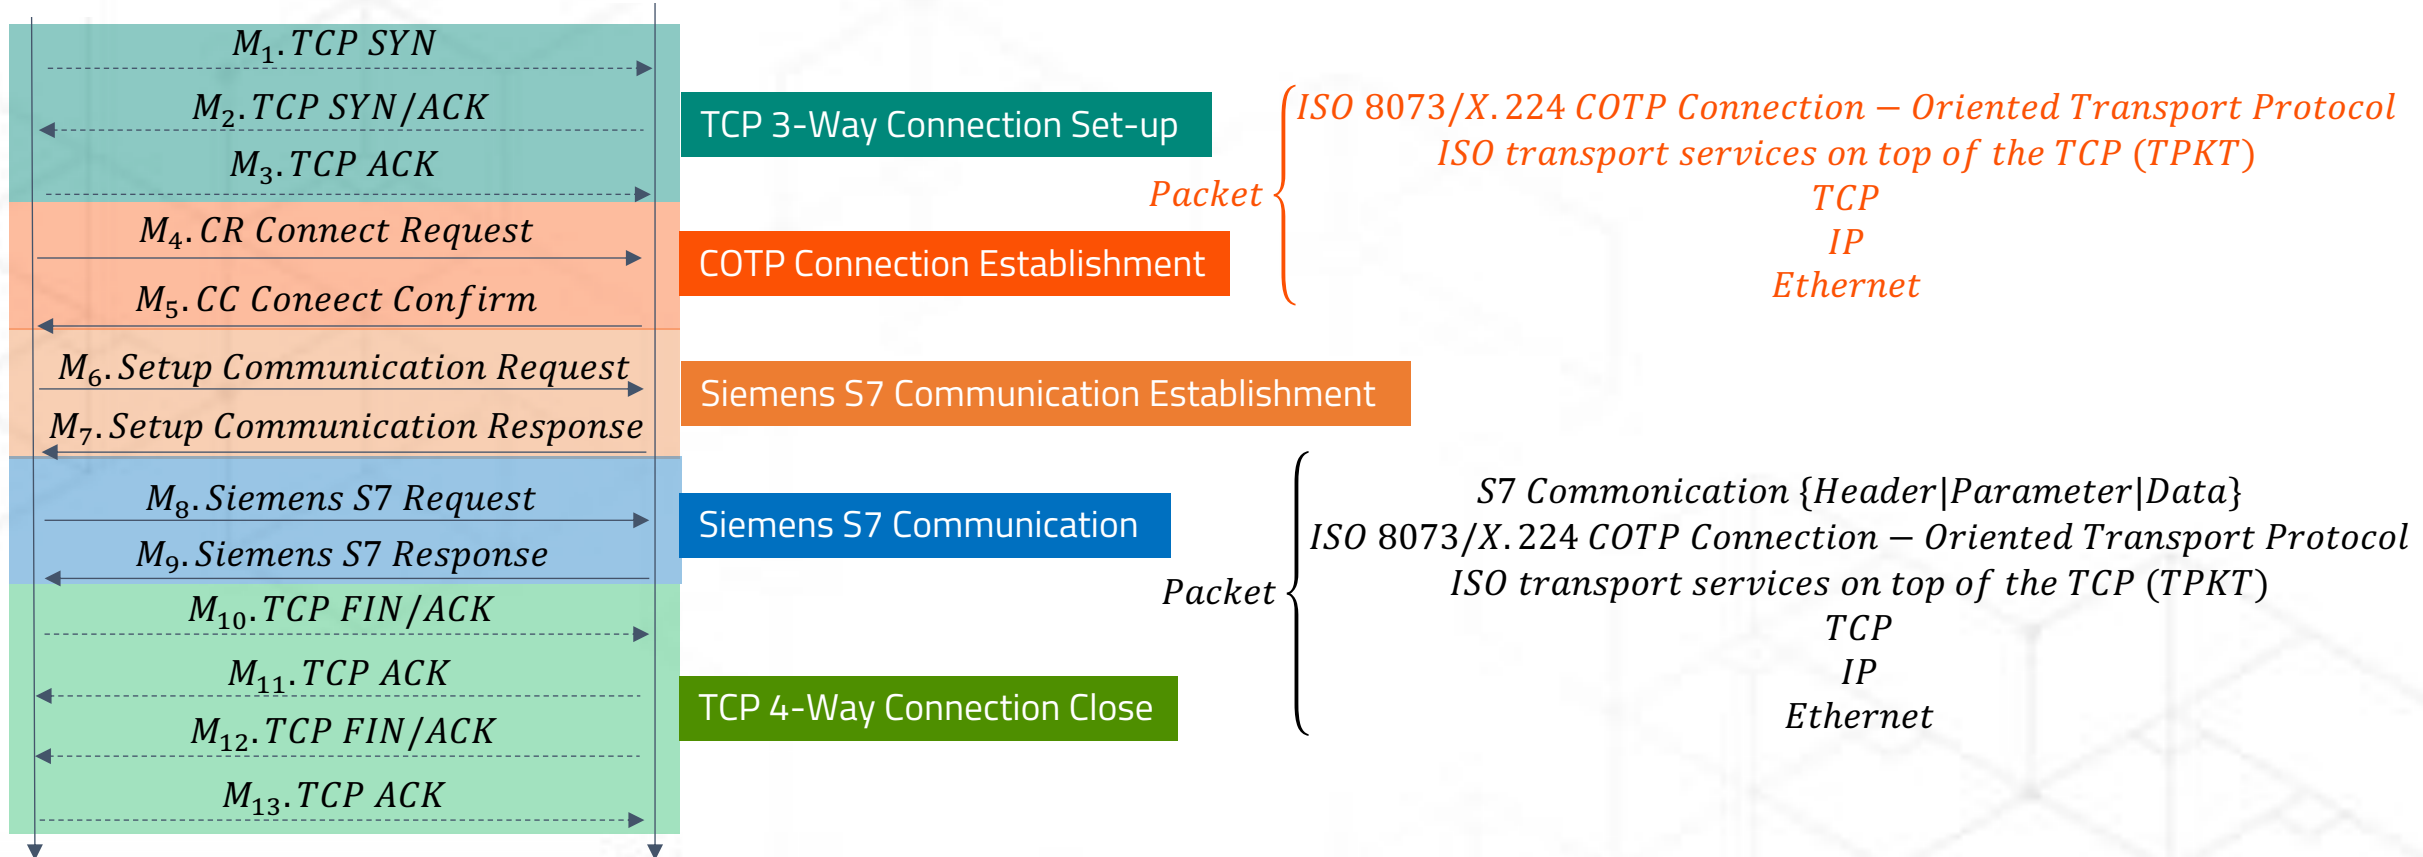 M₁. TCP SYN
M₂. TCP SYN/ACK
M₃. TCP ACK
TCP 3-Way Connection Set-up
M₄. CR Connect Request
M₅. CC Coneect Confirm
COTP Connection Establishment
Packet
ISO 8073/X. 224 COTP Connection − Oriented Transport Protocol
ISO transport services on top of the TCP (TPKT)
TCP
IP
Ethernet
M₆. Setup Communication Request
M₇. Setup Communication Response
Siemens S7 Communication Establishment
M₈. Siemens S7 Request
M₉. Siemens S7 Response
Siemens S7 Communication
Packet
S7 Commonication {Header|Parameter|Data}
ISO 8073/X. 224 COTP Connection − Oriented Transport Protocol
ISO transport services on top of the TCP (TPKT)
TCP
IP
Ethernet
M₁₀. TCP FIN/ACK
M₁₁. TCP ACK
M₁₂. TCP FIN/ACK
M₁₃. TCP ACK
TCP 4-Way Connection Close